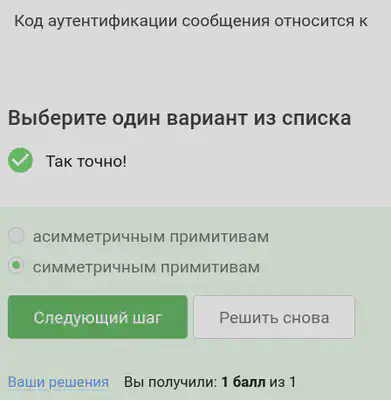 Код аутентификации сообщения относится к
Выберите один вариант из списка
Так точно!
асимметричным примитивам
симметричным примитивам
Следующий шаг
Решить снова
Ваши решения Вы получили: 1 балл из 1